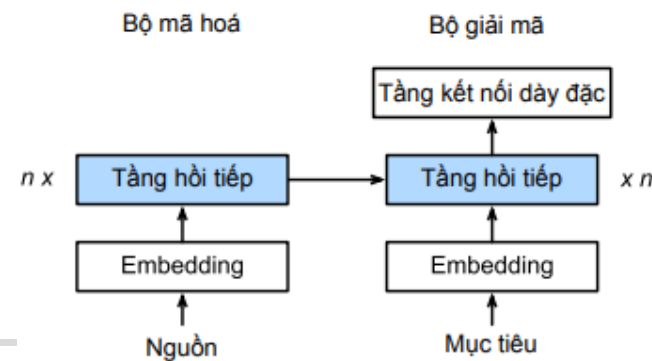 Bộ mã hoá
Bộ giải mã
Tầng kết nối dày đặc
n x
Tầng hồi tiếp
Tầng hồi tiếp
x n
Embedding
Embedding
Nguồn
Mục tiêu